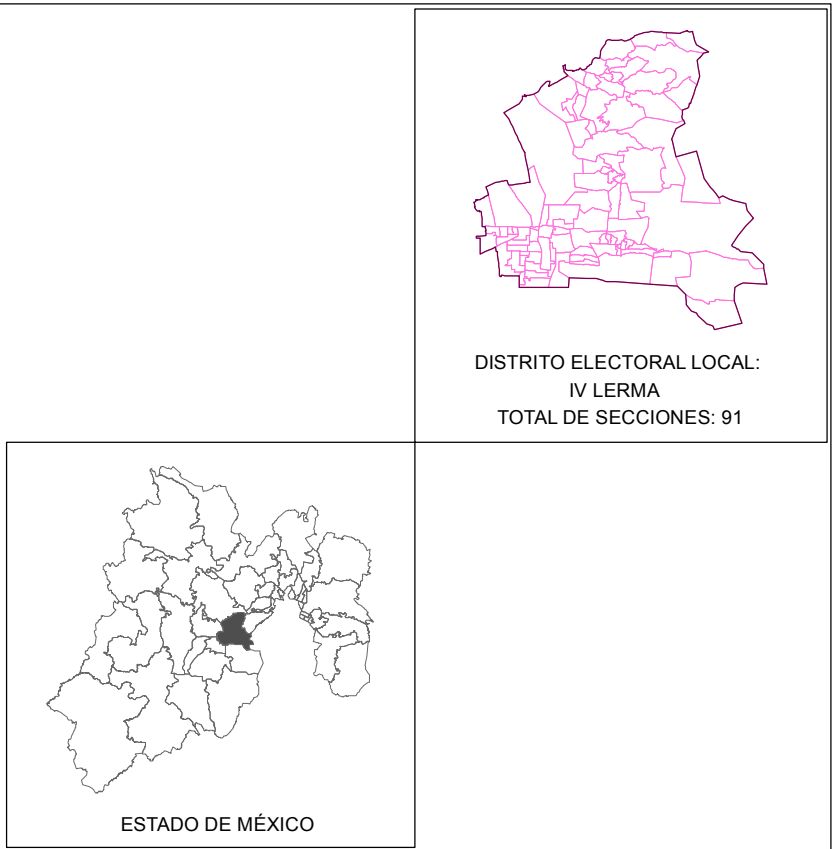 DISTRITO ELECTORAL LOCAL:
IV LERMA
TOTAL DE SECCIONES: 91
ESTADO DE MÉXICO